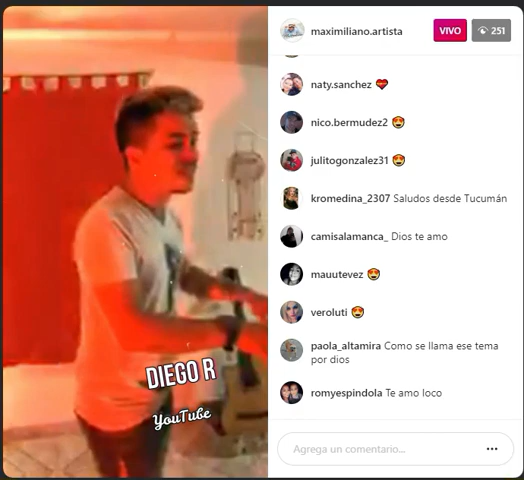 maximiliano.artista
VIVO
251
naty.sanchez ❤️
nico.bermudez2 😍
julitogonzalez31 😍
kromedina_2307 Saludos desde Tucumán
camisalamanca_ Dios te amo
mauutevez 😍
veroluti 😍
paola_altamira Como se llama ese tema
por dios
romyespindola Te amo loco
DIEGO R
YouTube
Agrega un comentario...